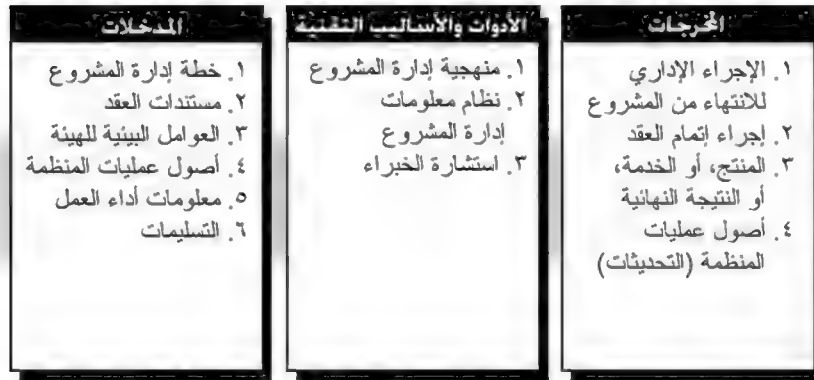 المدخلات
١. خطة إدارة المشروع
٢. مستندات العقد
٣. العوامل البيئية للهيئة
٤. أصول عمليات المنظمة
٥. معلومات أداء العمل
٦. التسليمات
الأدوات والأساليب التقنية
١. منهجية إدارة المشروع
٢. نظام معلومات
إدارة المشروع
٣. استشارة الخبراء
المخرجات
١. الإجراء الإداري
للانتهاء من المشروع
٢. إجراء إتمام العقد
٣. المنتج، أو الخدمة،
أو النتيجة النهائية
٤. أصول عمليات
المنظمة (التحديثات)